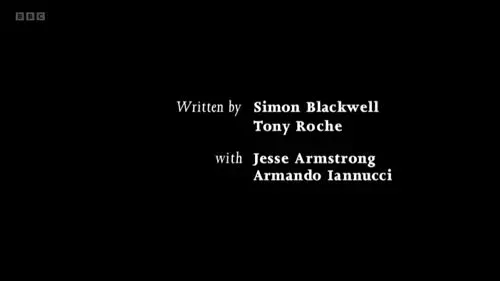 BBC
Written by Simon Blackwell
Tony Roche
with Jesse Armstrong
Armando Iannucci